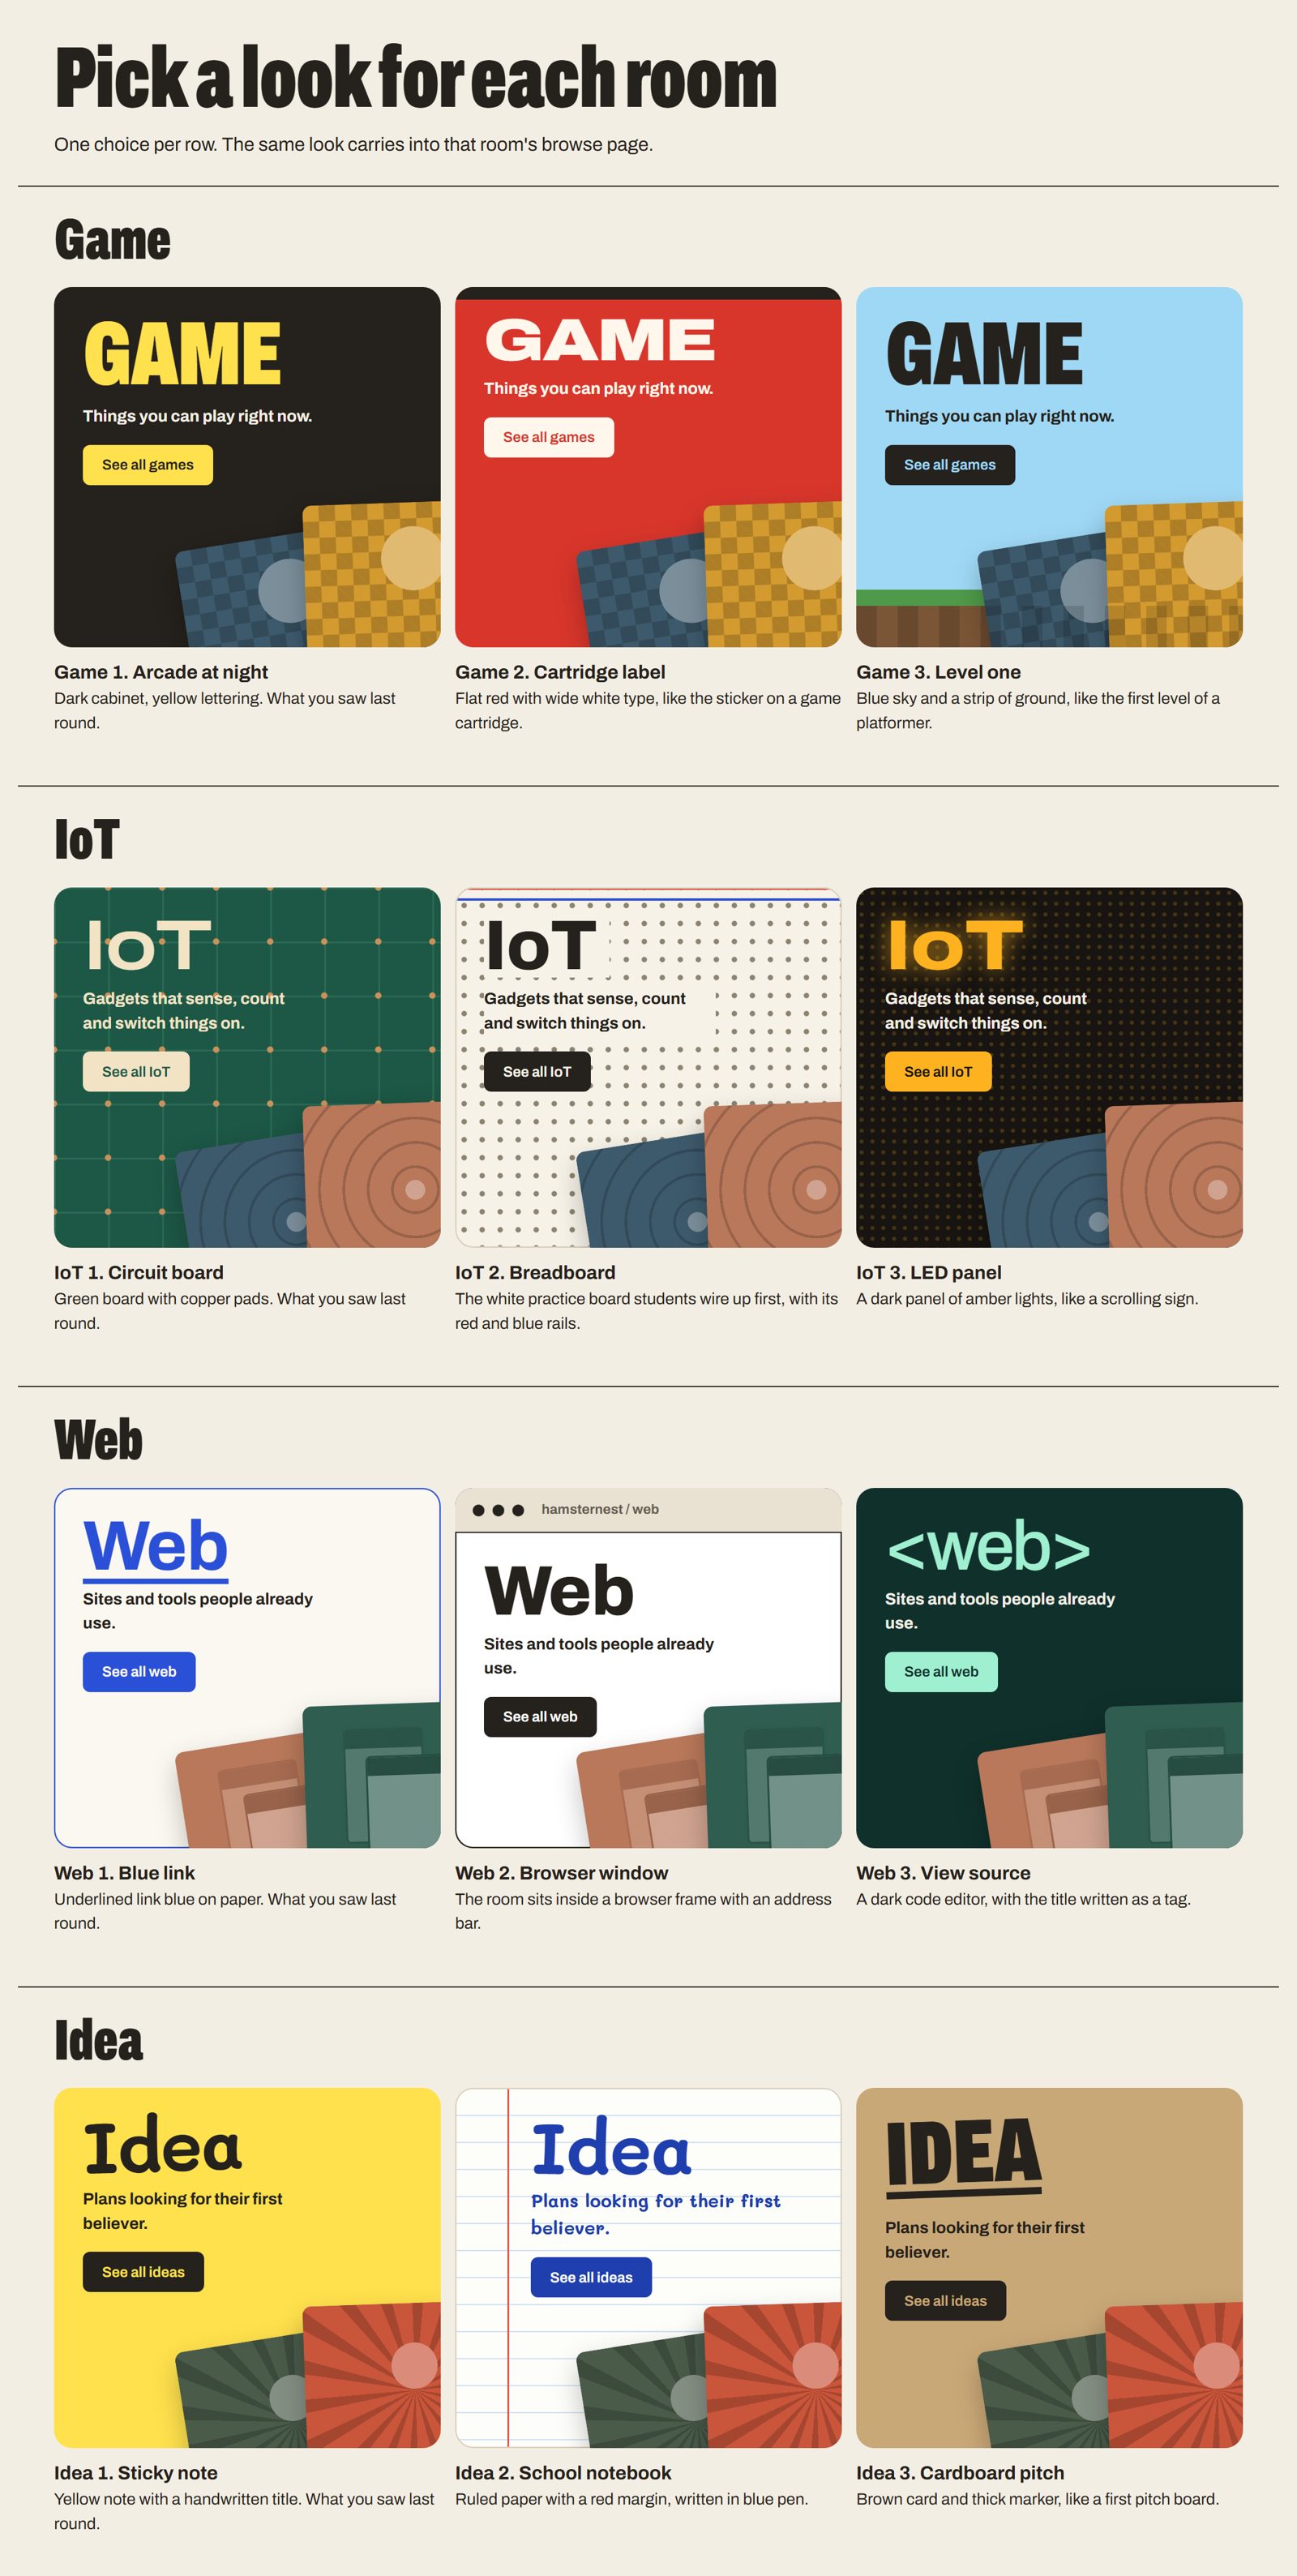 Pick a look for each room
One choice per row. The same look carries into that room's browse page.
Game
GAME
Things you can play right now.
See all games
GAME
Things you can play right now.
See all games
GAME
Things you can play right now.
See all games
Game 1. Arcade at night
Dark cabinet, yellow lettering. What you saw last
round.
Game 2. Cartridge label
Flat red with wide white type, like the sticker on a game
cartridge.
Game 3. Level one
Blue sky and a strip of ground, like the first level of a
platformer.
IoT
IoT
Gadgets that sense, count
and switch things on.
See all IoT
IoT
Gadgets that sense, count
and switch things on.
See all IoT
IoT
Gadgets that sense, count
and switch things on.
See all IoT
IoT 1. Circuit board
Green board with copper pads. What you saw last
round.
IoT 2. Breadboard
The white practice board students wire up first, with its
red and blue rails.
IoT 3. LED panel
A dark panel of amber lights, like a scrolling sign.
Web
Web
Sites and tools people already
use.
See all web
hamsternest / web
Web
Sites and tools people already
use.
See all web
<web>
Sites and tools people already
use.
See all web
Web 1. Blue link
Underlined link blue on paper. What you saw last
round.
Web 2. Browser window
The room sits inside a browser frame with an address
bar.
Web 3. View source
A dark code editor, with the title written as a tag.
Idea
Idea
Plans looking for their first
believer.
See all ideas
Idea
Plans looking for their first
believer.
See all ideas
IDEA
Plans looking for their first
believer.
See all ideas
Idea 1. Sticky note
Yellow note with a handwritten title. What you saw last
round.
Idea 2. School notebook
Ruled paper with a red margin, written in blue pen.
Idea 3. Cardboard pitch
Brown card and thick marker, like a first pitch board.